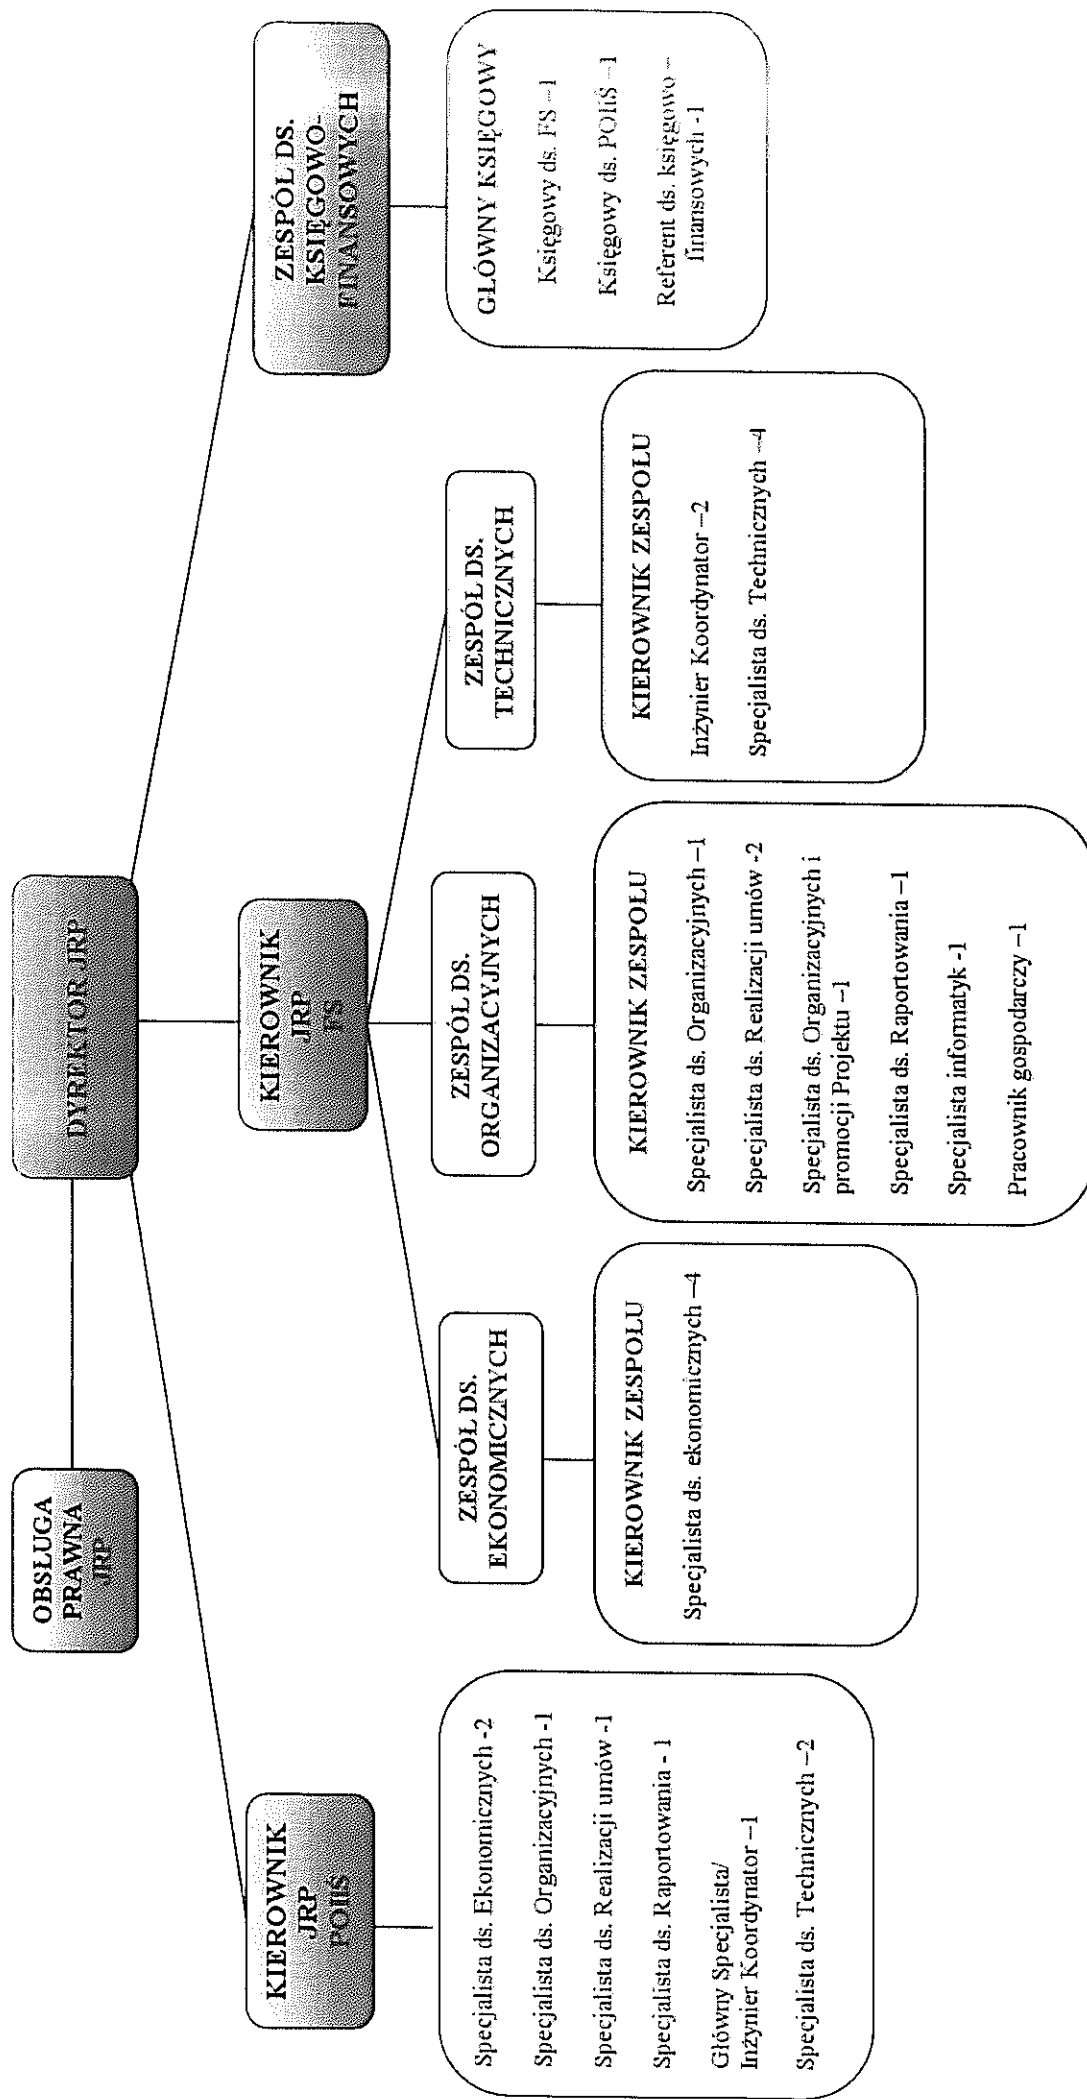 OBSŁUGA
PRAWNA
JRP
DYREKTOR JRP
KIEROWNIK
JRP
POIIŚ
KIEROWNIK
JRP
FS
ZESPÓŁ DS.
KSIĘGOWO-
FINANSOWYCH
Specjalista ds. Ekonomicznych -2
Specjalista ds. Organizacyjnych -1
Specjalista ds. Realizacji umów -1
Specjalista ds. Raportowania - 1
Główny Specjalista/
Inżynier Koordynator –1
Specjalista ds. Technicznych –2
ZESPÓŁ DS.
EKONOMICZNYCH
ZESPÓŁ DS.
ORGANIZACYJNYCH
ZESPÓŁ DS.
TECHNICZNYCH
GŁÓWNY KSIĘGOWY
Księgowy ds. FS –1
Księgowy ds. POIiŚ –1
Referent ds. księgowo –
finansowych -1
KIEROWNIK ZESPOŁU
Specjalista ds. ekonomicznych –4
KIEROWNIK ZESPOŁU
Specjalista ds. Organizacyjnych –1
Specjalista ds. Realizacji umów -2
Specjalista ds. Organizacyjnych i
promocji Projektu –1
Specjalista ds. Raportowania –1
Specjalista informatyk -1
Pracownik gospodarczy –1
KIEROWNIK ZESPOŁU
Inżynier Koordynator –2
Specjalista ds. Technicznych –4